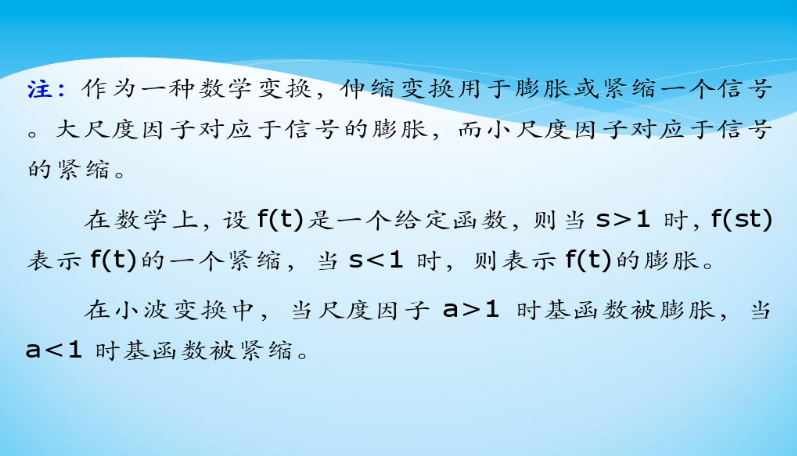 注：作为一种数学变换，伸缩变换用于膨胀或紧缩一个信号
。大尺度因子对应于信号的膨胀，而小尺度因子对应于信号
的紧缩。
在数学上，设 f(t)是一个给定函数，则当 s>1 时，f(st)
表示 f(t)的一个紧缩，当 s<1 时，则表示 f(t)的膨胀。
在小波变换中，当尺度因子 a>1 时基函数被膨胀，当
a<1 时基函数被紧缩。